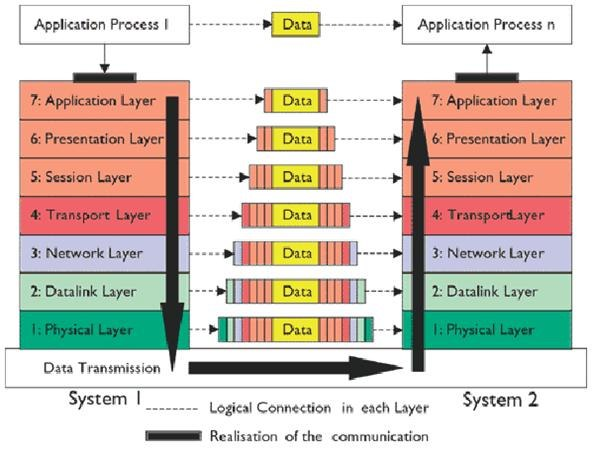 Application Process 1 Data Application Process n
7: Application Layer Data 7: Application Layer
6: Presentation Layer Data 6: Presentation Layer
5: Session Layer Data 5: Session Layer
4: Transport Layer Data 4: TransportLayer
3: Network Layer Data 3: Network Layer
2: Datalink Layer Data 2: Datalink Layer
1: Physical Layer Data 1: Physical Layer
Data Transmission
System 1 System 2
Logical Connection in each Layer
Realisation of the communication